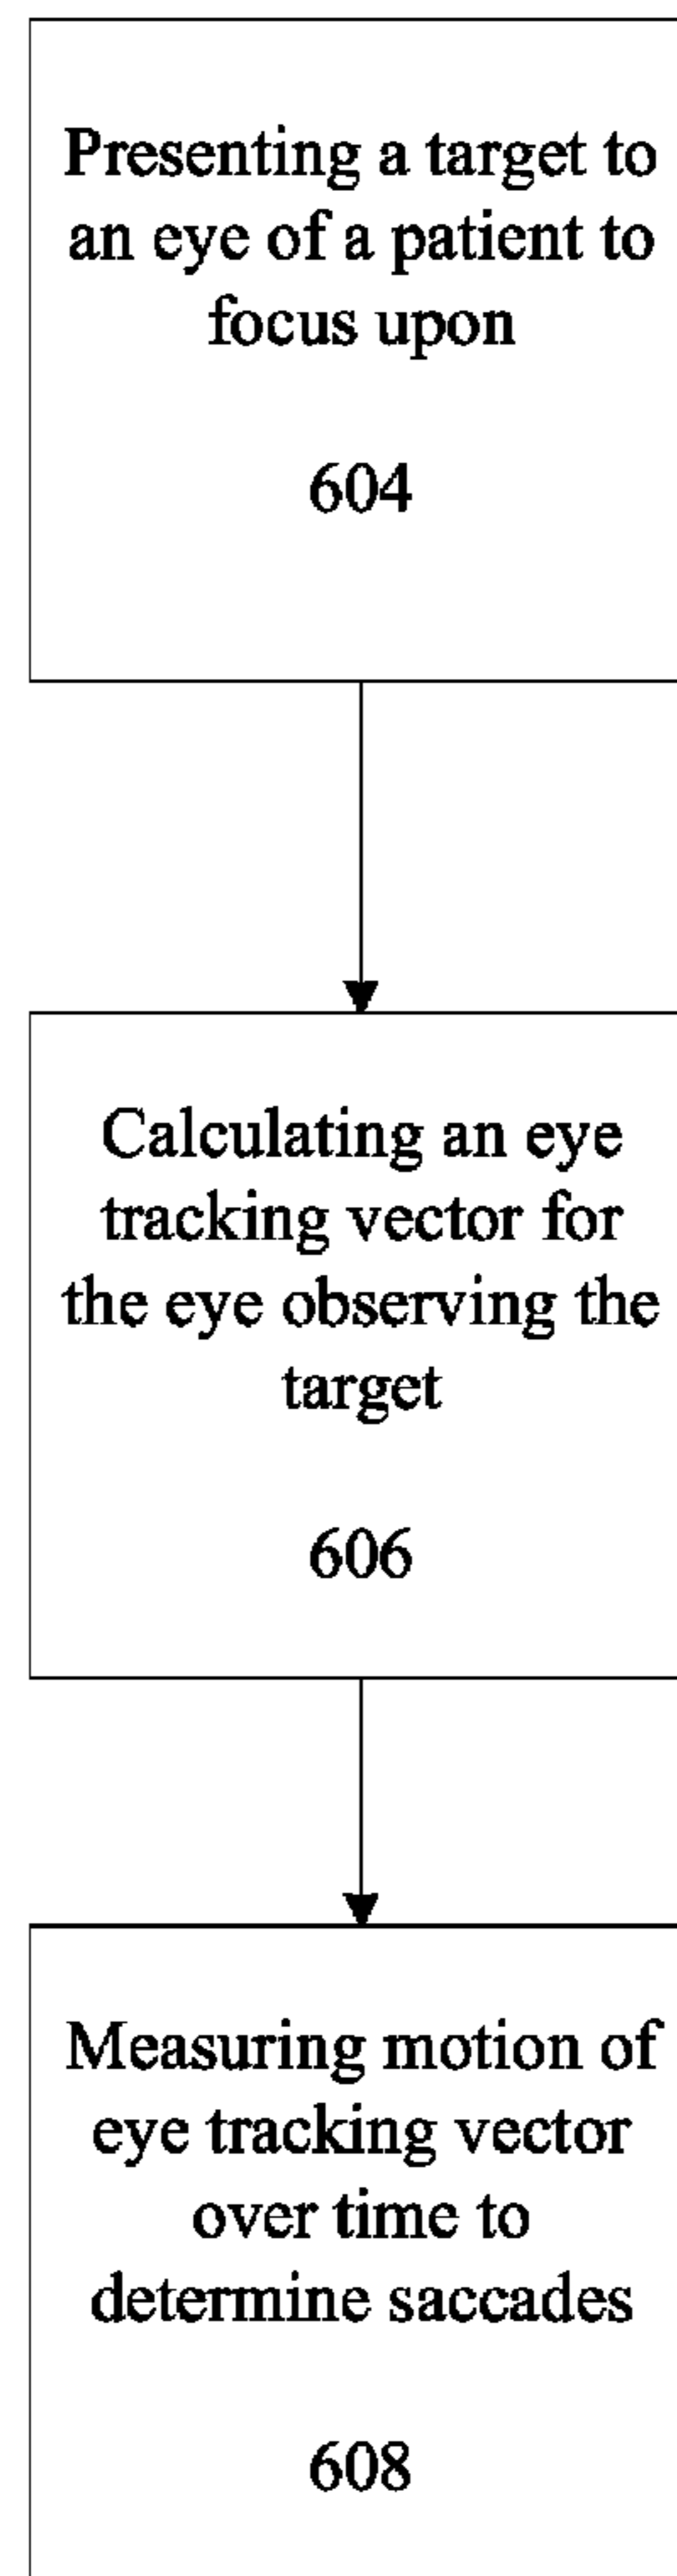 Presenting a target to
an eye of a patient to
focus upon
604
Calculating an eye
tracking vector for
the eye observing the
target
606
Measuring motion of
eye tracking vector
over time to
determine saccades
608